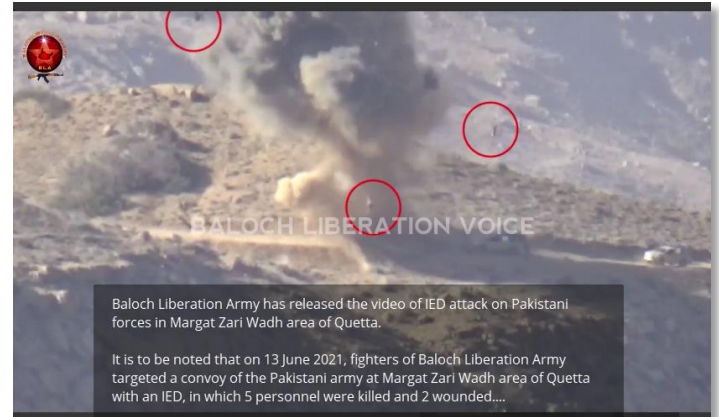 BLA
BALOCH LIBERATION VOICE
Baloch Liberation Army has released the video of IED attack on Pakistani
forces in Margat Zari Wadh area of Quetta.
It is to be noted that on 13 June 2021, fighters of Baloch Liberation Army
targeted a convoy of the Pakistani army at Margat Zari Wadh area of Quetta
with an IED, in which 5 personnel were killed and 2 wounded....